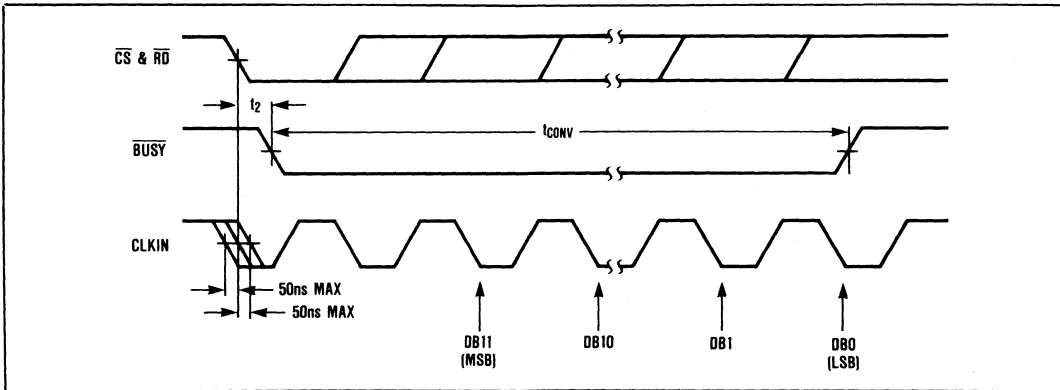 CS & RD
t2
tCONV
BUSY
CLKIN
50ns MAX
50ns MAX
DB11
(MSB)
DB10
DB1
DB0
(LSB)